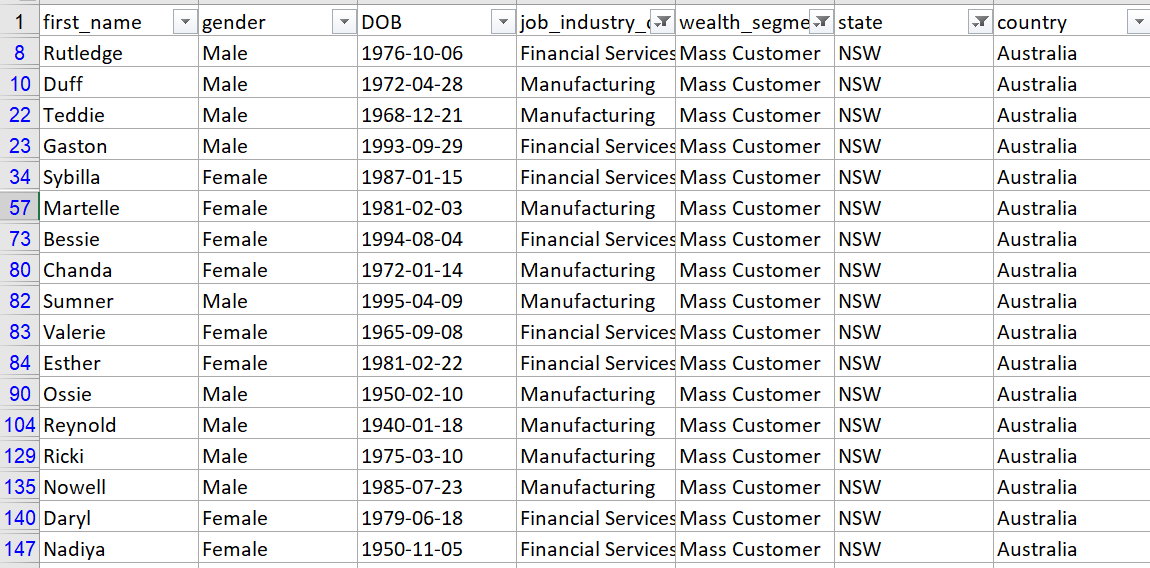 1 first_name gender DOB job_industry_c wealth_segme state country
8 Rutledge Male 1976-10-06 Financial Services Mass Customer NSW Australia
10 Duff Male 1972-04-28 Manufacturing Mass Customer NSW Australia
22 Teddie Male 1968-12-21 Manufacturing Mass Customer NSW Australia
23 Gaston Male 1993-09-29 Financial Services Mass Customer NSW Australia
34 Sybilla Female 1987-01-15 Financial Services Mass Customer NSW Australia
57 Martelle Female 1981-02-03 Manufacturing Mass Customer NSW Australia
73 Bessie Female 1994-08-04 Financial Services Mass Customer NSW Australia
80 Chanda Female 1972-01-14 Manufacturing Mass Customer NSW Australia
82 Sumner Male 1995-04-09 Manufacturing Mass Customer NSW Australia
83 Valerie Female 1965-09-08 Financial Services Mass Customer NSW Australia
84 Esther Female 1981-02-22 Financial Services Mass Customer NSW Australia
90 Ossie Male 1950-02-10 Manufacturing Mass Customer NSW Australia
104 Reynold Male 1940-01-18 Manufacturing Mass Customer NSW Australia
129 Ricki Male 1975-03-10 Manufacturing Mass Customer NSW Australia
135 Nowell Male 1985-07-23 Manufacturing Mass Customer NSW Australia
140 Daryl Female 1979-06-18 Financial Services Mass Customer NSW Australia
147 Nadiya Female 1950-11-05 Financial Services Mass Customer NSW Australia